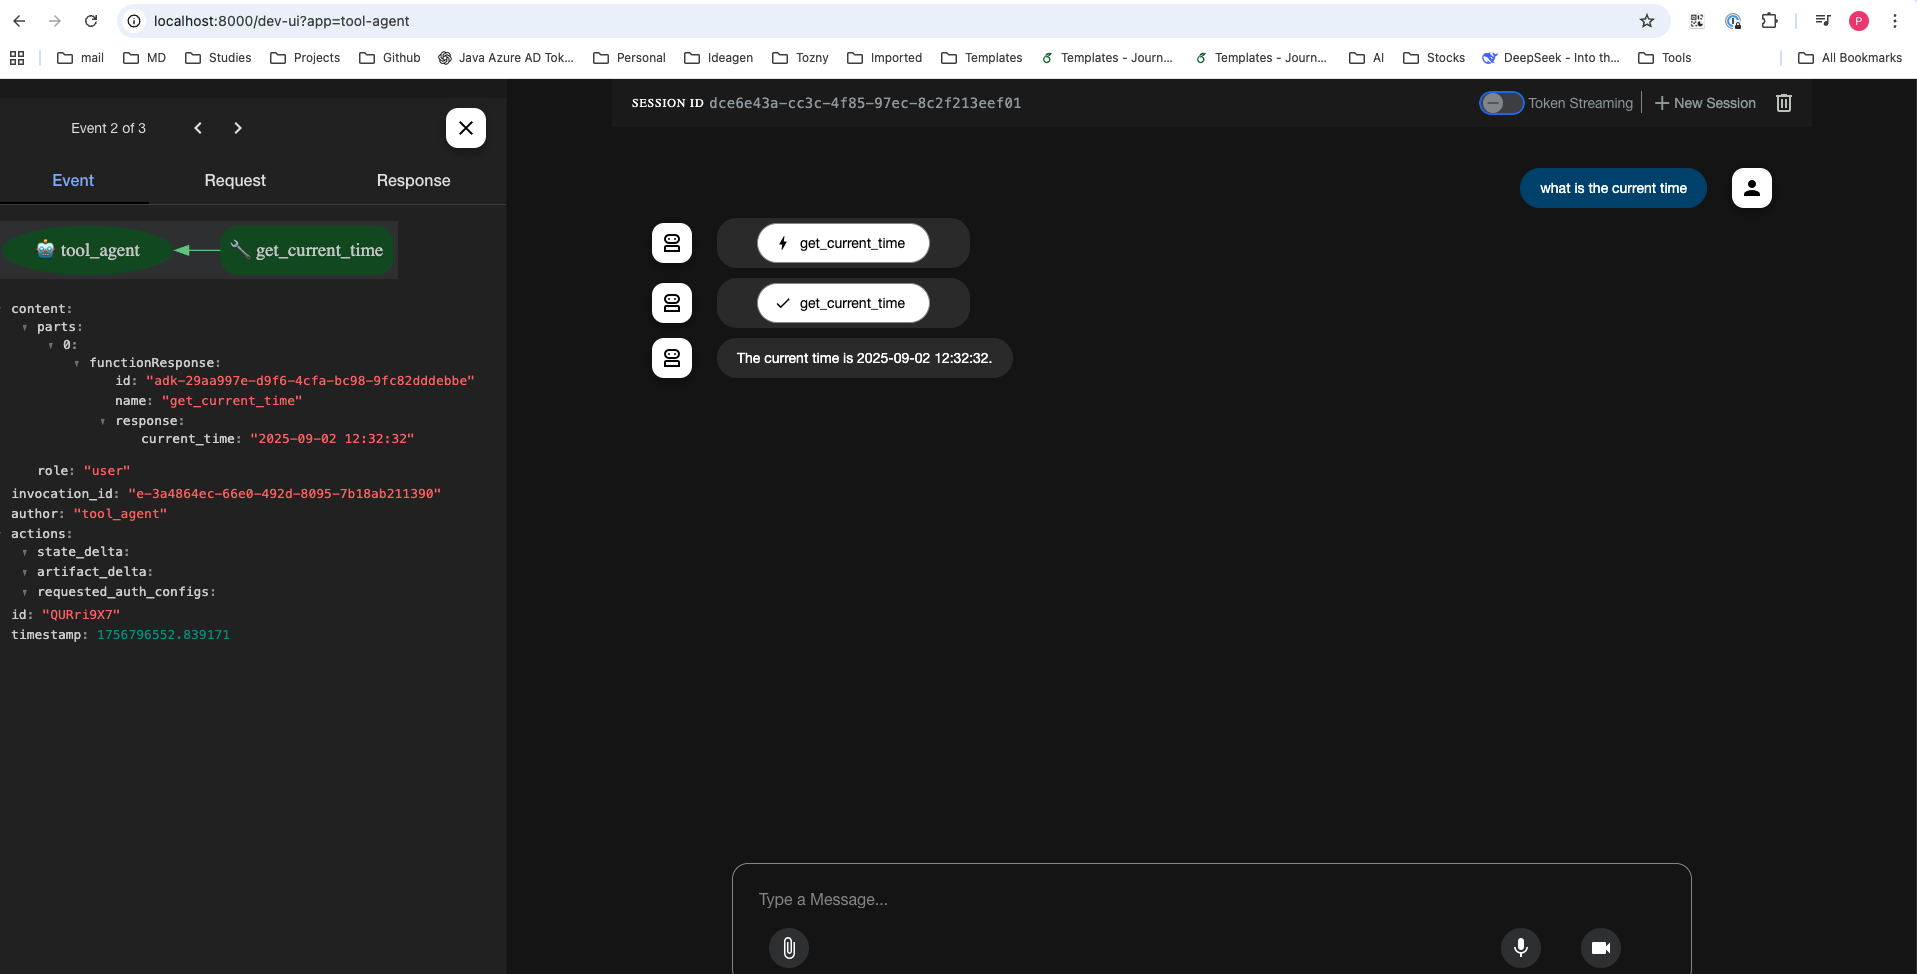 localhost:8000/dev-ui?app=tool-agent
mail MD Studies Projects Github Java Azure AD Tok... Personal Ideagen Tozny Imported Templates Templates - Journ... Templates - Journ... AI Stocks DeepSeek - Into th... Tools All Bookmarks
P
SESSION ID dce6e43a-cc3c-4f85-97ec-8c2f213eef01 Token Streaming New Session
Event 2 of 3
Event Request Response
tool_agent get_current_time
content:
parts:
0:
functionResponse:
id: "adk-29aa997e-d9f6-4cfa-bc98-9fc82dddebbe"
name: "get_current_time"
response:
current_time: "2025-09-02 12:32:32"
role: "user"
invocation_id: "e-3a4864ec-66e0-492d-8095-7b18ab211390"
author: "tool_agent"
actions:
state_delta:
artifact_delta:
requested_auth_configs:
id: "QURri9X7"
timestamp: 1756796552.839171
what is the current time
get_current_time
get_current_time
The current time is 2025-09-02 12:32:32.
Type a Message...